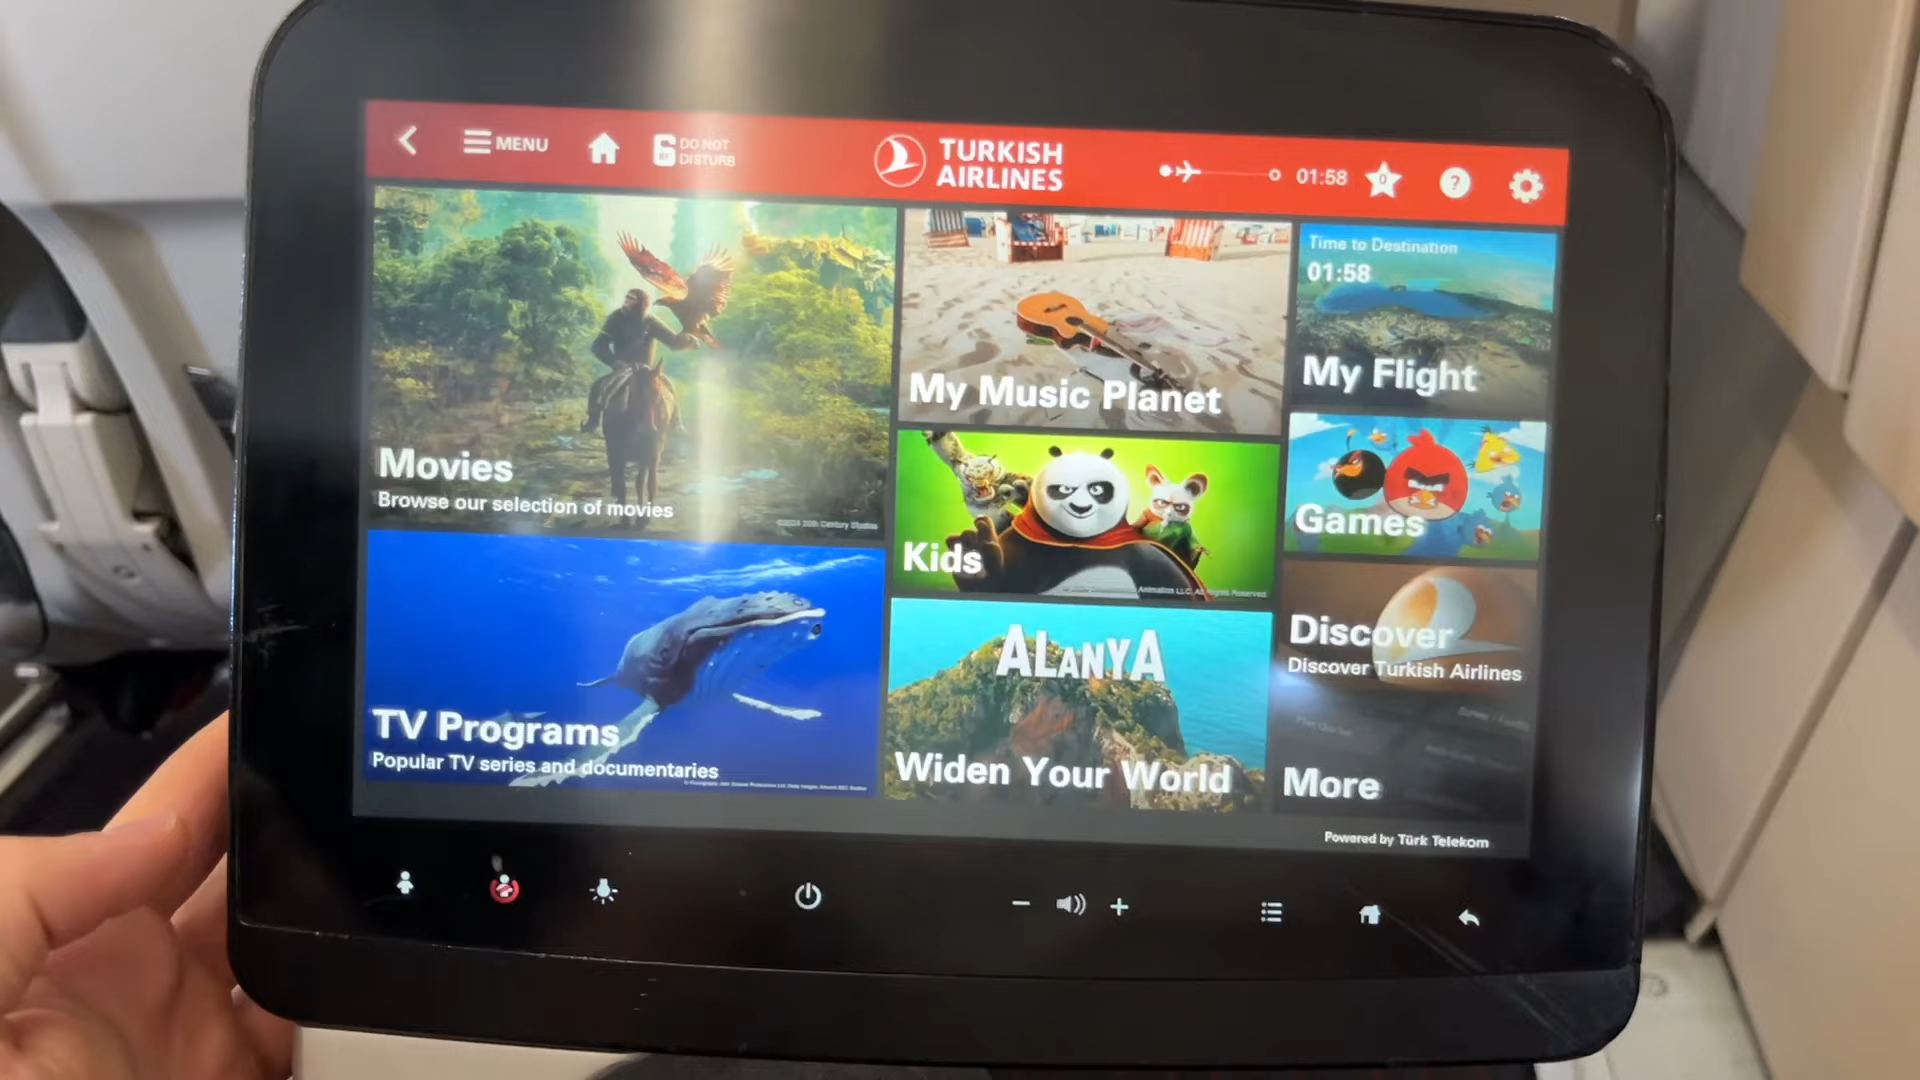 MENU
DO NOT
DISTURB
TURKISH
AIRLINES
01:58
0
?
Movies
Browse our selection of movies
My Music Planet
Time to Destination
01:58
My Flight
Kids
Games
TV Programs
Popular TV series and documentaries
ALANYA
Widen Your World
Discover
Discover Turkish Airlines
More
Powered by Türk Telekom